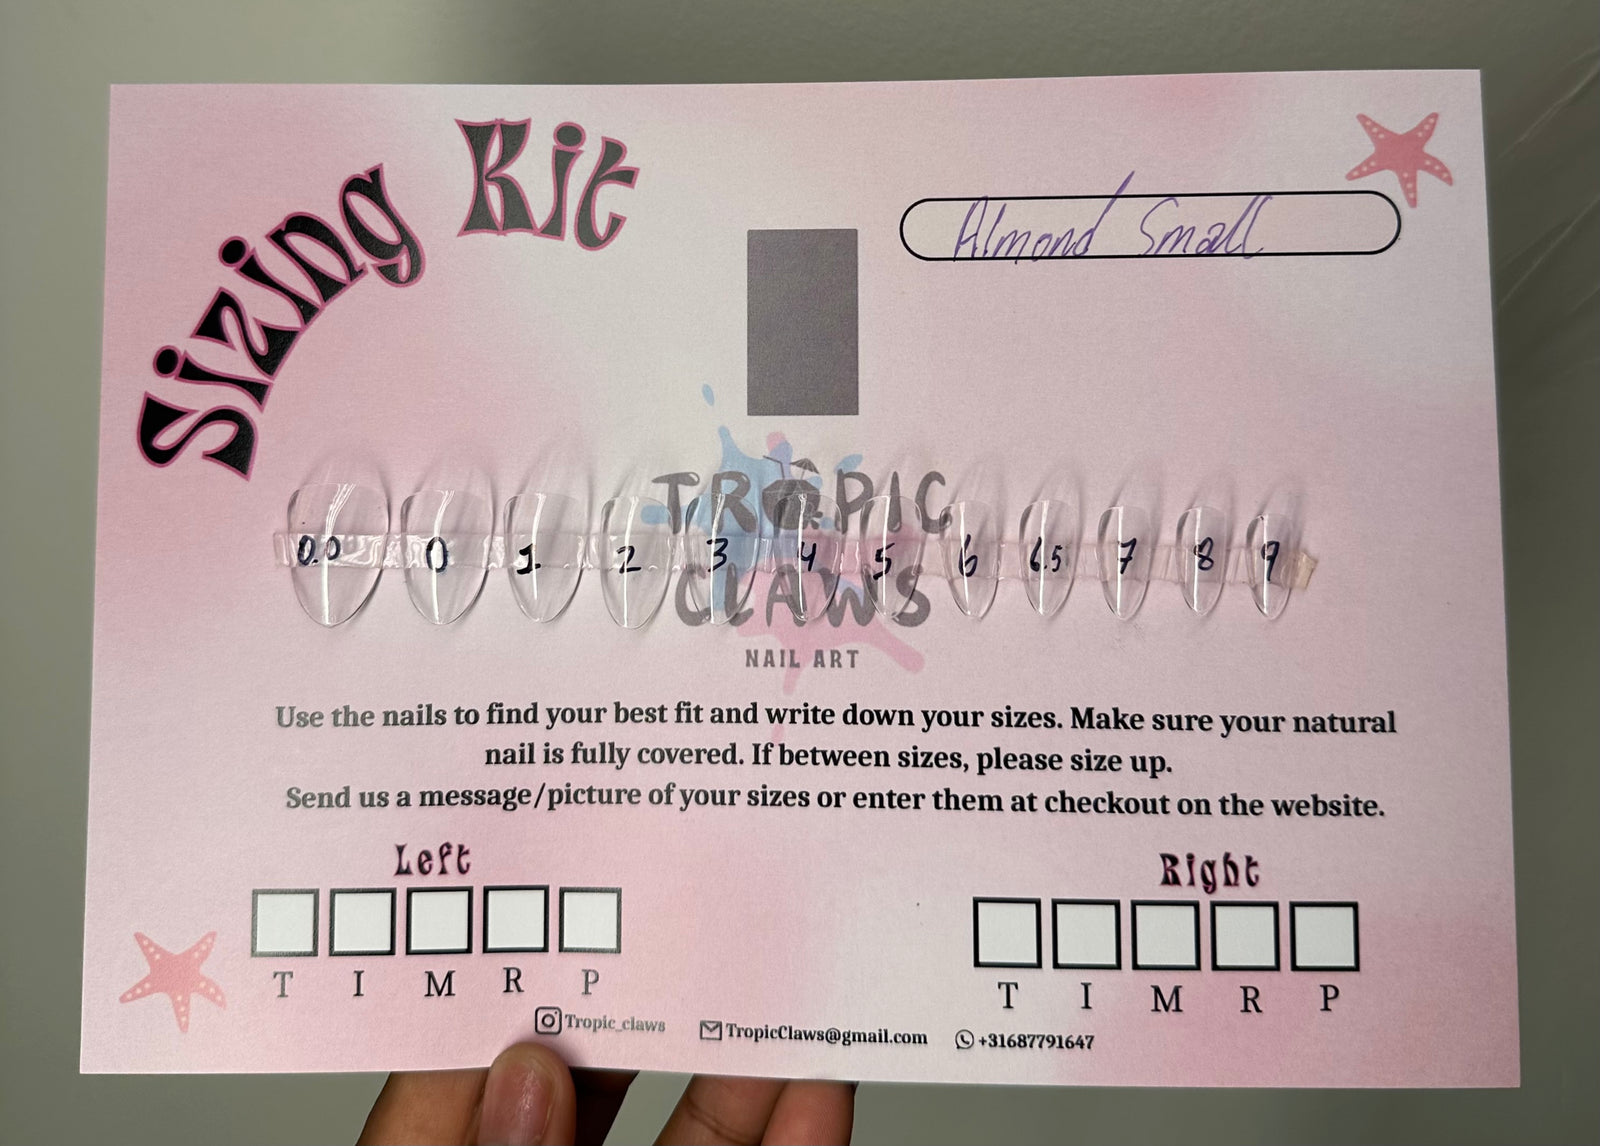 Sizing Kit
Almond Small
TROPIC
0.0 0 1 2 3 4 5 6 6.5 7 8 9
CLAWS
NAIL ART
Use the nails to find your best fit and write down your sizes. Make sure your natural
nail is fully covered. If between sizes, please size up.
Send us a message/picture of your sizes or enter them at checkout on the website.
Left
T I M R P
Right
T I M R P
Tropic_claws
TropicClaws@gmail.com
+31687791647